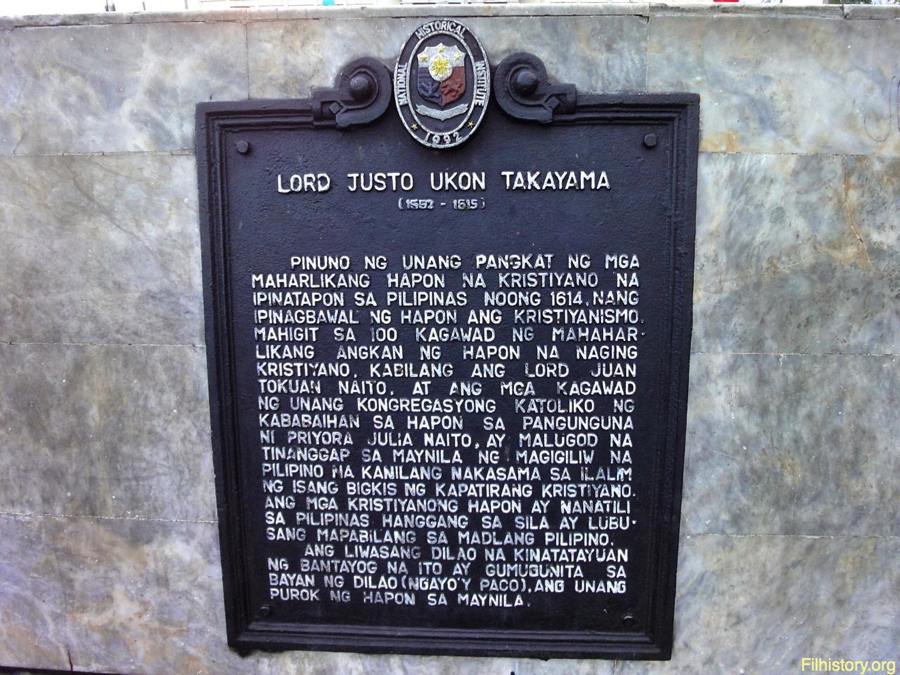 NATIONAL HISTORICAL INSTITUTE
1992
LORD JUSTO UKON TAKAYAMA
(1552 - 1615)
PINUNO NG UNANG PANGKAT NG MGA
MAHARLIKANG HAPON NA KRISTIYANO NA
IPINATAPON SA PILIPINAS NOONG 1614, NANG
IPINAGBAWAL NG HAPON ANG KRISTIYANISMO.
MAHIGIT SA 100 KAGAWAD NG MAHAHAR-
LIKANG ANGKAN NG HAPON NA NAGING
KRISTIYANO, KABILANG ANG LORD JUAN
TOKUAN NAITO, AT ANG MGA KAGAWAD
NG UNANG KONGREGASYONG KATOLIKO NG
KABABAIHAN SA HAPON SA PANGUNGUNA
NI PRIYORA JULIA NAITO, AY MALUGOD NA
TINANGGAP SA MAYNILA NG MAGIGILIW NA
PILIPINO NA KANILANG NAKASAMA SA ILALIM
NG ISANG BIGKIS NG KAPATIRANG KRISTIYANO.
ANG MGA KRISTIYANONG HAPON AY NANATILI
SA PILIPINAS HANGGANG SA SILA AY LUBU-
SANG MAPABILANG SA MADLANG PILIPINO.
ANG LIWASANG DILAO NA KINATATAYUAN
NG BANTAYOG NA ITO AY GUMUGUNITA SA
BAYAN NG DILAO (NGAYO'Y PACO), ANG UNANG
PUROK NG HAPON SA MAYNILA.
Filhistory.org